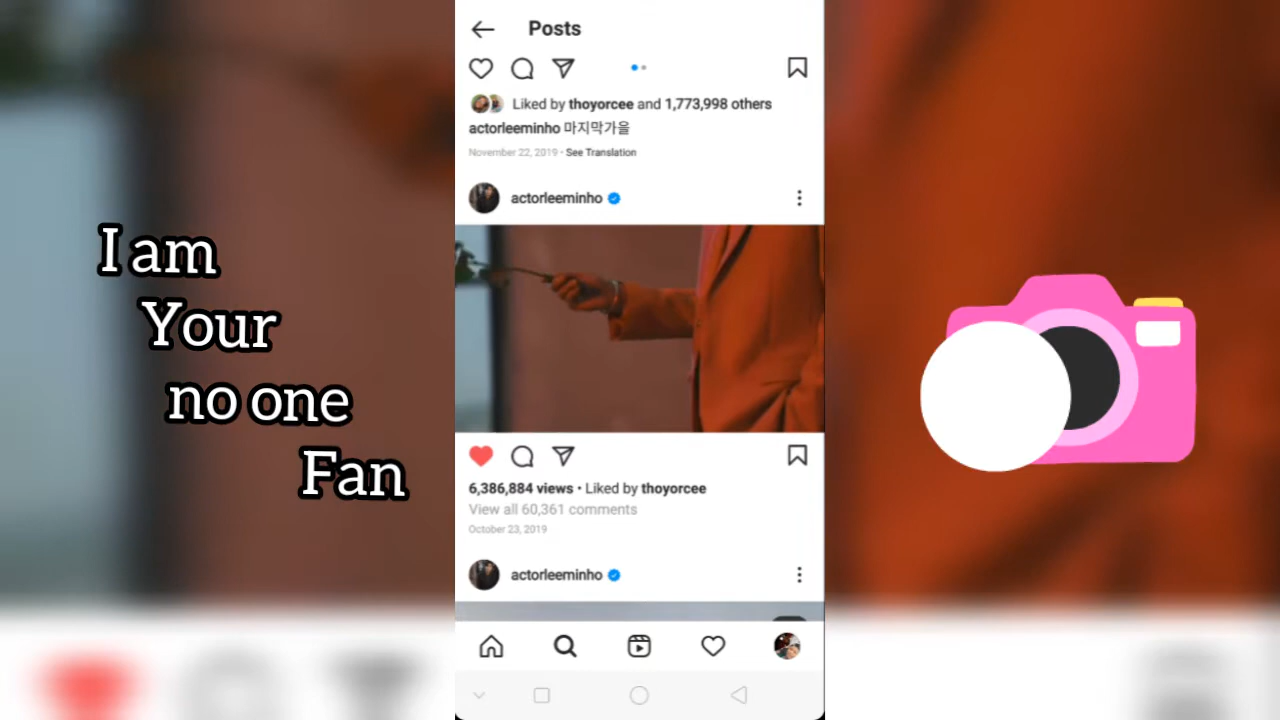 I am
Your
no one
Fan
Posts
Liked by thoyorcee and 1,773,998 others
actorleeminho 마지막가을
November 22, 2019 • See Translation
actorleeminho
6,386,884 views • Liked by thoyorcee
View all 60,361 comments
October 23, 2019
actorleeminho